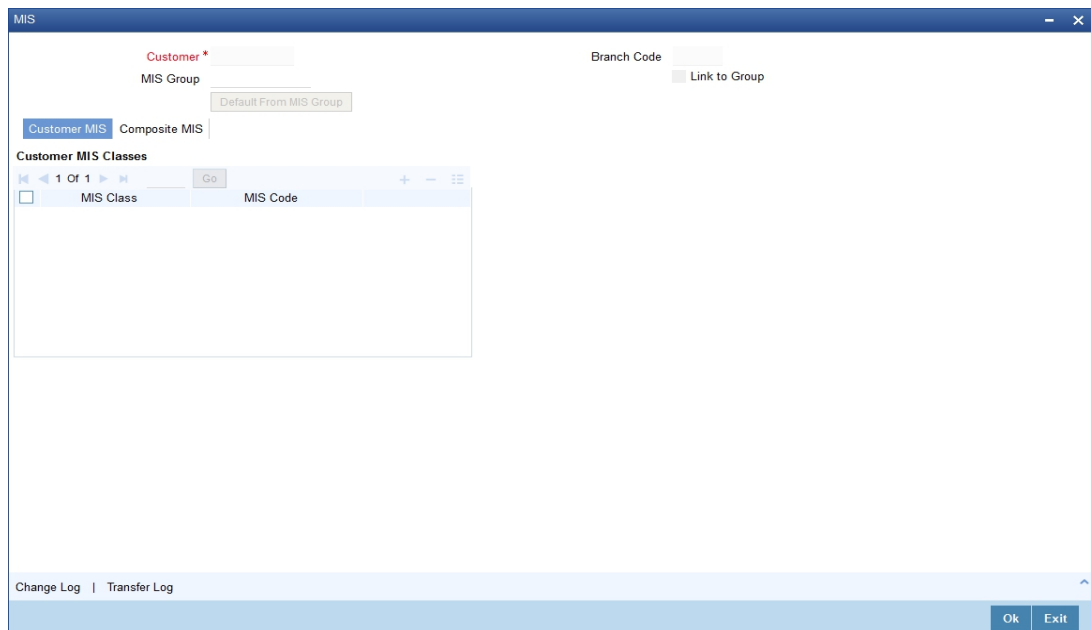 MIS
Customer *
Branch Code
MIS Group
Link to Group
Default From MIS Group
Customer MIS Composite MIS
Customer MIS Classes
1 Of 1 Go
MIS Class MIS Code
Change Log | Transfer Log
Ok Exit